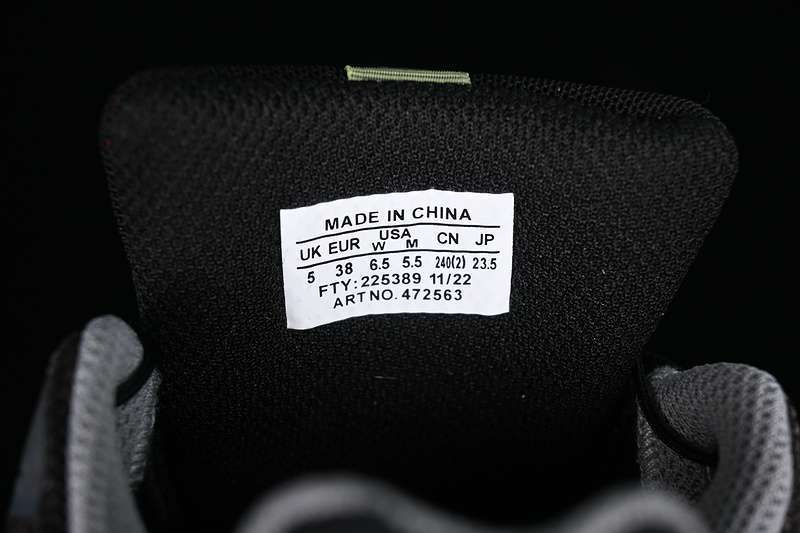 MADE IN CHINA
UK EUR USA W M CN JP
5 38 6.5 5.5 240(2) 23.5
FTY: 225389 11/22
ART NO. 472563